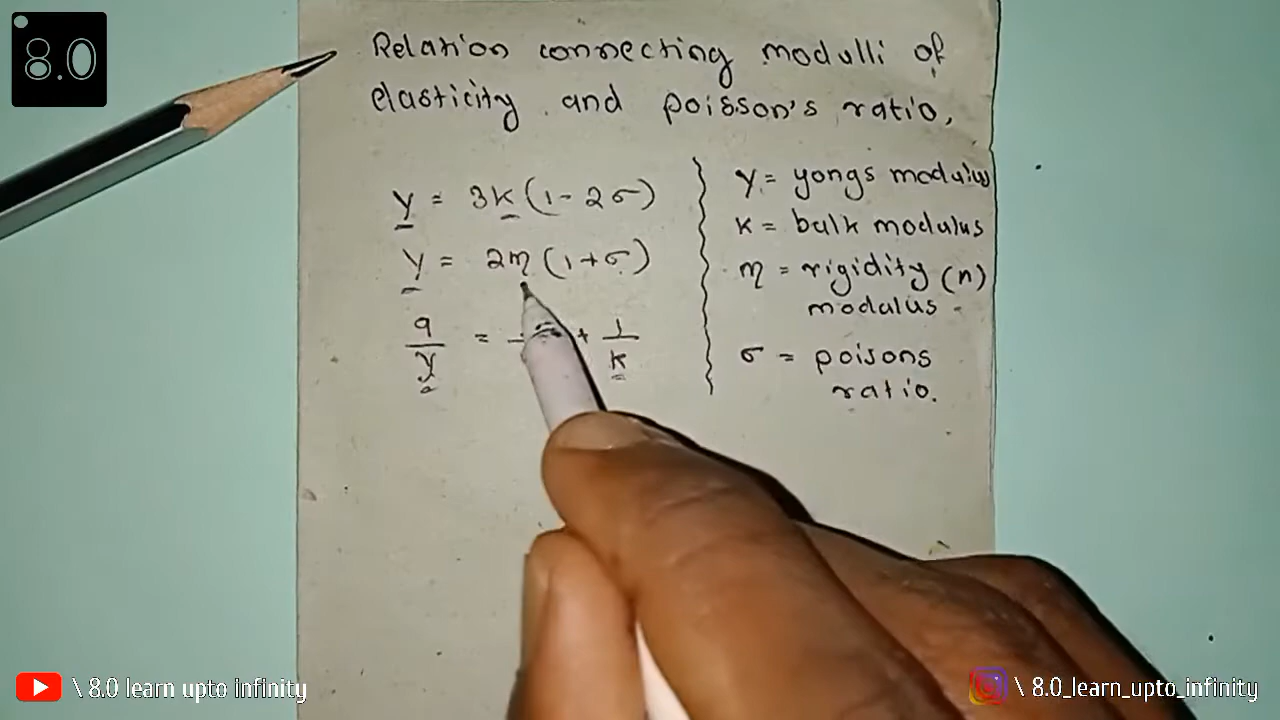 8.0
Relation connecting modulli of
elasticity and poisson's ratio,
y = 3k(1-2σ)
y = 2η(1+σ)
9/y = + 1/k
y = yongs modulus
K = bulk modulus
η = rigidity (n)
modulus
σ = poisons
ratio.
\ 8.0 learn upto infinity
\ 8.0_learn_upto_infinity